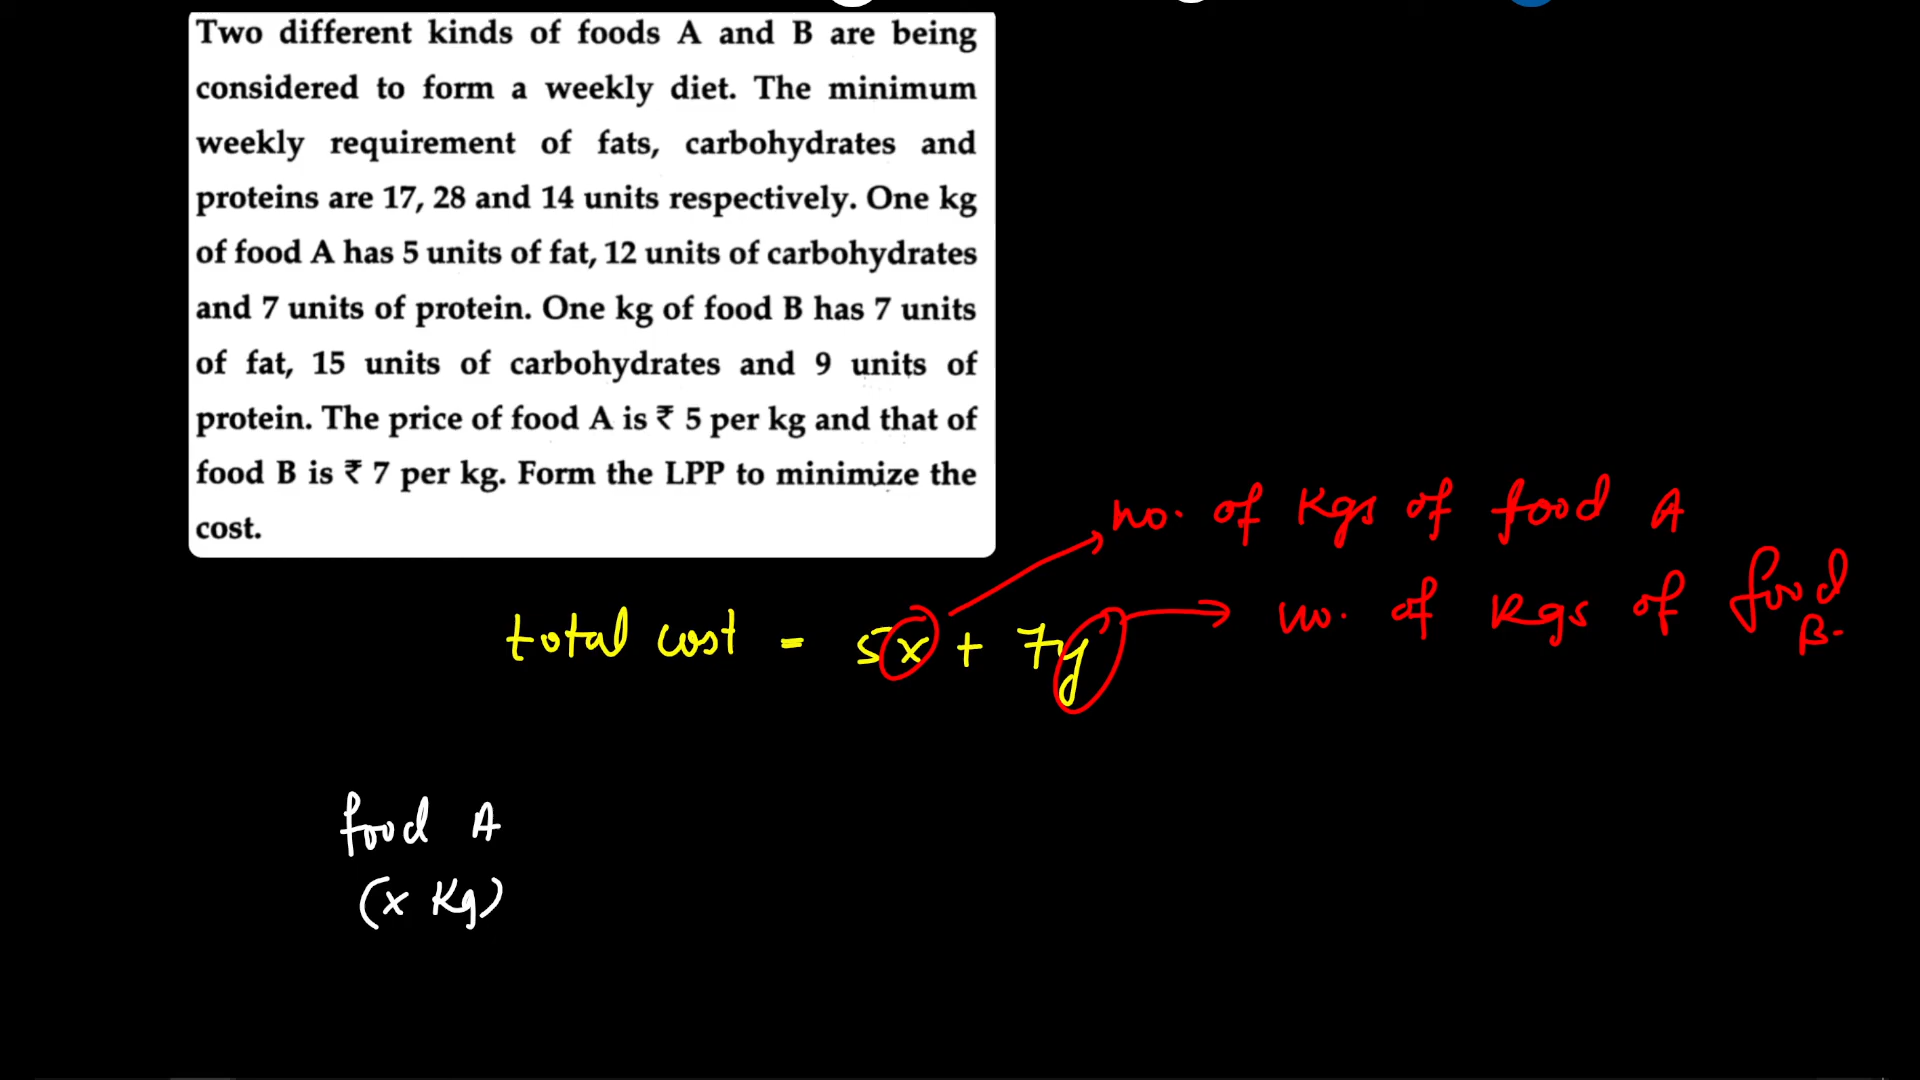 Two different kinds of foods A and B are being
considered to form a weekly diet. The minimum
weekly requirement of fats, carbohydrates and
proteins are 17, 28 and 14 units respectively. One kg
of food A has 5 units of fat, 12 units of carbohydrates
and 7 units of protein. One kg of food B has 7 units
of fat, 15 units of carbohydrates and 9 units of
protein. The price of food A is ₹ 5 per kg and that of
food B is ₹ 7 per kg. Form the LPP to minimize the
cost.
no. of Kgs of food A
no. of Kgs of food
B-
total cost = 5x + 7y
food A
(x Kg)